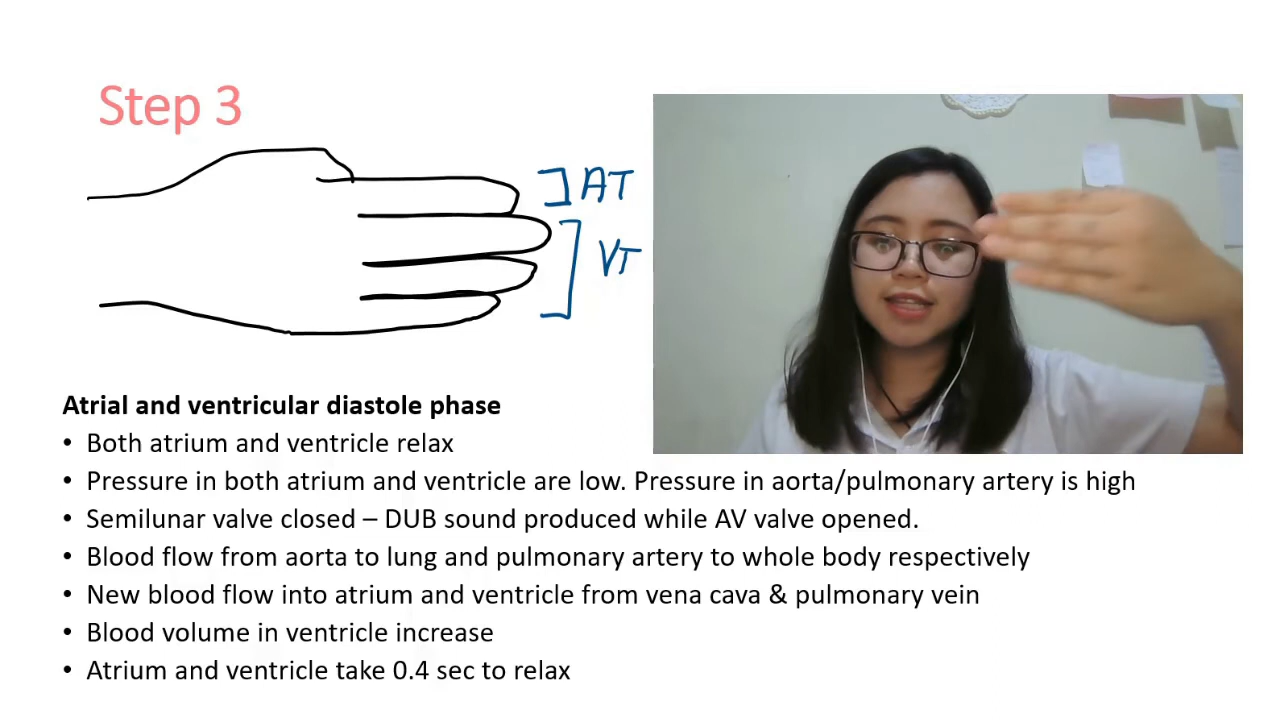 Step 3
AT
VT
Atrial and ventricular diastole phase
• Both atrium and ventricle relax
• Pressure in both atrium and ventricle are low. Pressure in aorta/pulmonary artery is high
• Semilunar valve closed – DUB sound produced while AV valve opened.
• Blood flow from aorta to lung and pulmonary artery to whole body respectively
• New blood flow into atrium and ventricle from vena cava & pulmonary vein
• Blood volume in ventricle increase
• Atrium and ventricle take 0.4 sec to relax